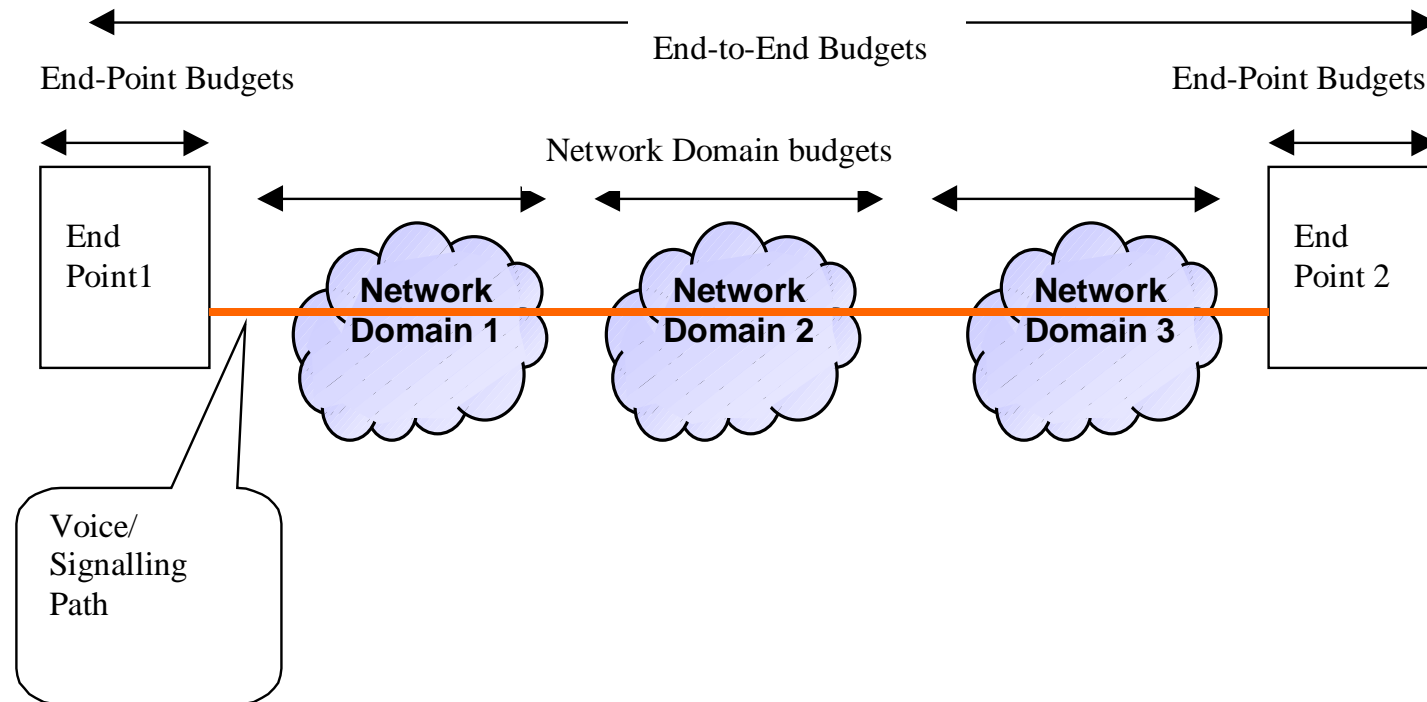 End-to-End Budgets
End-Point Budgets
End-Point Budgets
Network Domain budgets
End
Point1
Network
Domain 1
Network
Domain 2
Network
Domain 3
End
Point 2
Voice/
Signalling
Path